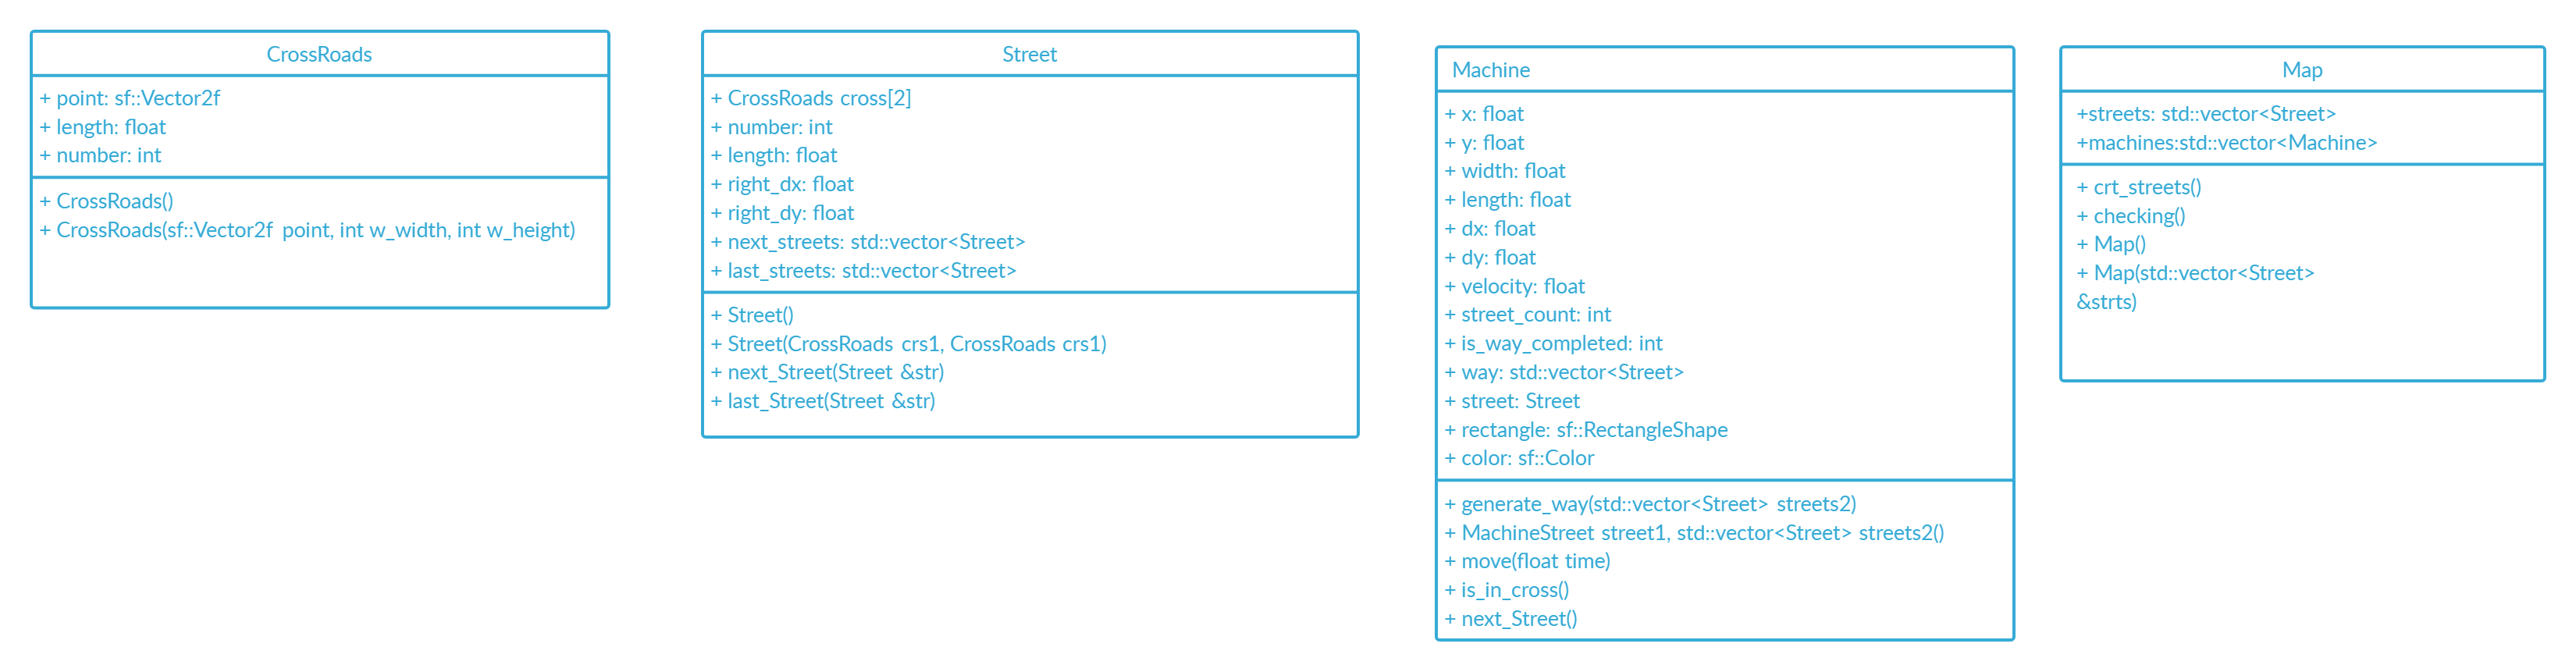 CrossRoads
+ point: sf::Vector2f
+ length: float
+ number: int
+ CrossRoads()
+ CrossRoads(sf::Vector2f point, int w_width, int w_height)
Street
+ CrossRoads cross[2]
+ number: int
+ length: float
+ right_dx: float
+ right_dy: float
+ next_streets: std::vector<Street>
+ last_streets: std::vector<Street>
+ Street()
+ Street(CrossRoads crs1, CrossRoads crs1)
+ next_Street(Street &str)
+ last_Street(Street &str)
Machine
+ x: float
+ y: float
+ width: float
+ length: float
+ dx: float
+ dy: float
+ velocity: float
+ street_count: int
+ is_way_completed: int
+ way: std::vector<Street>
+ street: Street
+ rectangle: sf::RectangleShape
+ color: sf::Color
+ generate_way(std::vector<Street> streets2)
+ MachineStreet street1, std::vector<Street> streets2()
+ move(float time)
+ is_in_cross()
+ next_Street()
Map
+streets: std::vector<Street>
+machines:std::vector<Machine>
+ crt_streets()
+ checking()
+ Map()
+ Map(std::vector<Street>
&strts)